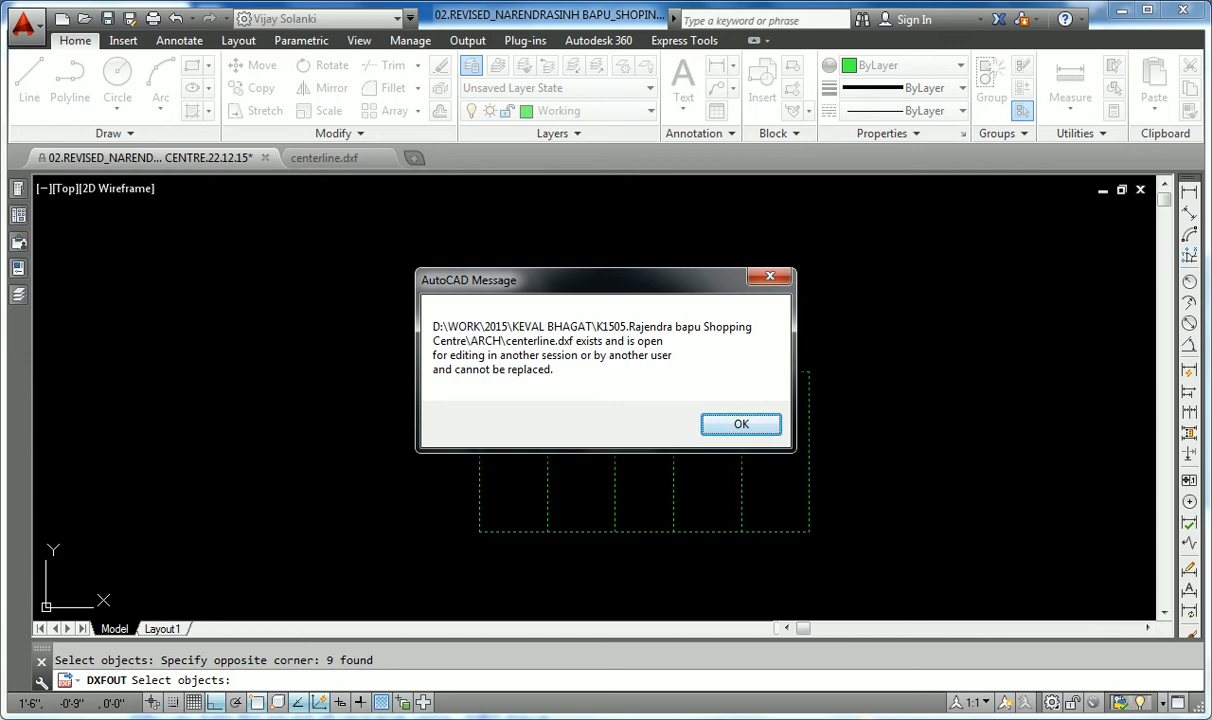 Vijay Solanki
02.REVISED_NARENDRASINH BAPU_SHOPIN...
Type a keyword or phrase
Sign In
Home
Insert
Annotate
Layout
Parametric
View
Manage
Output
Plug-ins
Autodesk 360
Express Tools
Line
Polyline
Circle
Arc
Move
Rotate
Trim
Copy
Mirror
Fillet
Stretch
Scale
Array
Unsaved Layer State
Working
Text
Insert
ByLayer
ByLayer
ByLayer
Group
Measure
Paste
Draw
Modify
Layers
Annotation
Block
Properties
Groups
Utilities
Clipboard
02.REVISED_NAREND... CENTRE.22.12.15*
centerline.dxf
[−][Top][2D Wireframe]
AutoCAD Message
D:\WORK\2015\KEVAL BHAGAT\K1505.Rajendra bapu Shopping
Centre\ARCH\centerline.dxf exists and is open
for editing in another session or by another user
and cannot be replaced.
OK
Y
X
Model
Layout1
Select objects: Specify opposite corner: 9 found
DXFOUT Select objects:
1'6", -0'9" , 0'0"
1:1